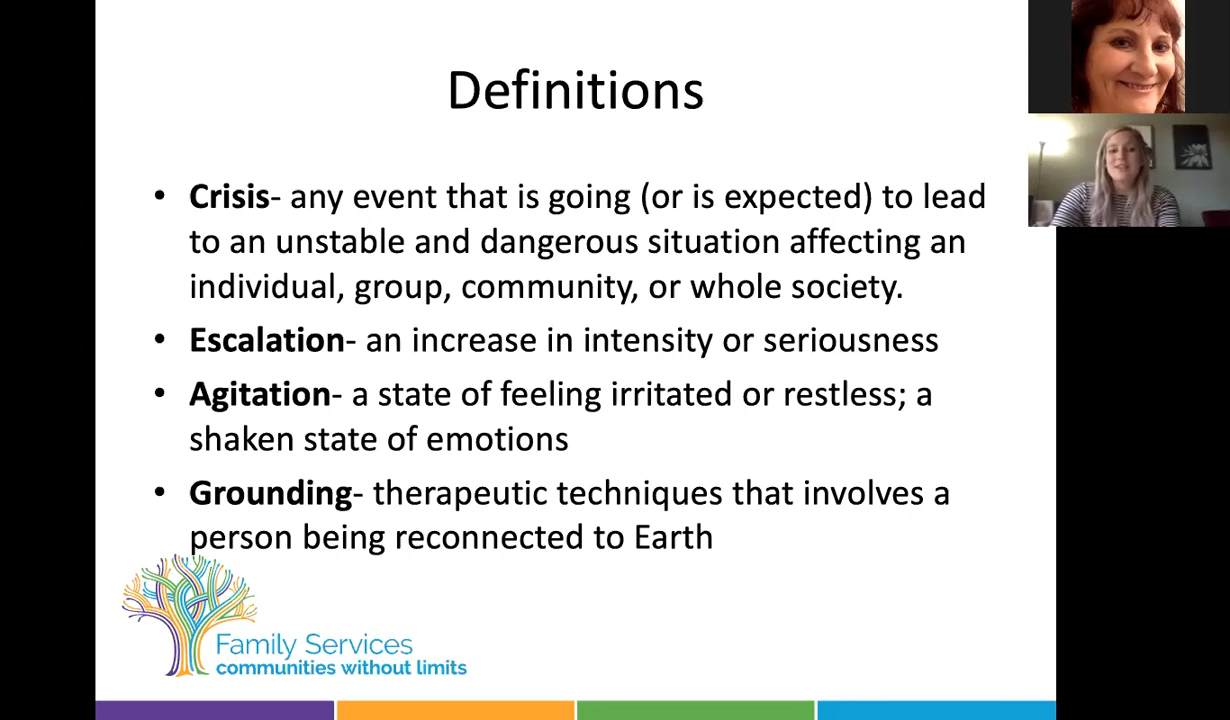 Definitions
• Crisis- any event that is going (or is expected) to lead
to an unstable and dangerous situation affecting an
individual, group, community, or whole society.
• Escalation- an increase in intensity or seriousness
• Agitation- a state of feeling irritated or restless; a
shaken state of emotions
• Grounding- therapeutic techniques that involves a
person being reconnected to Earth
Family Services
communities without limits